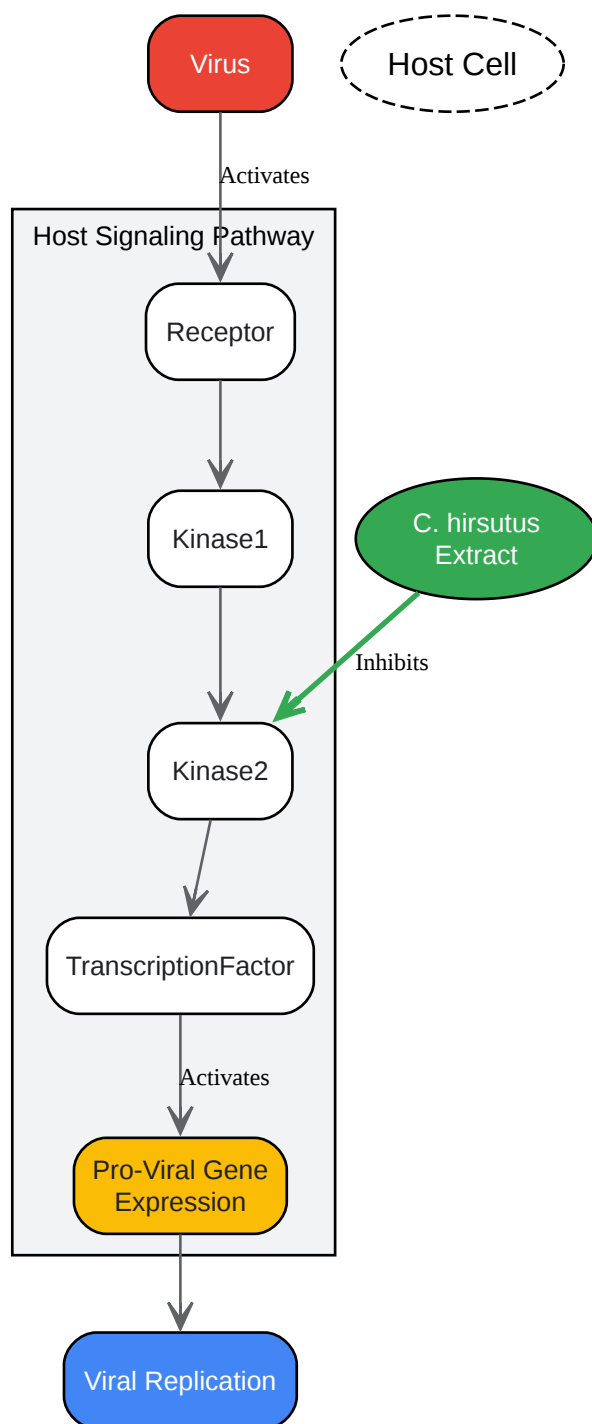 Virus
Host Cell
Activates
Host Signaling Pathway
Receptor
Kinase1
C. hirsutus
Extract
Inhibits
Kinase2
TranscriptionFactor
Activates
Pro-Viral Gene
Expression
Viral Replication